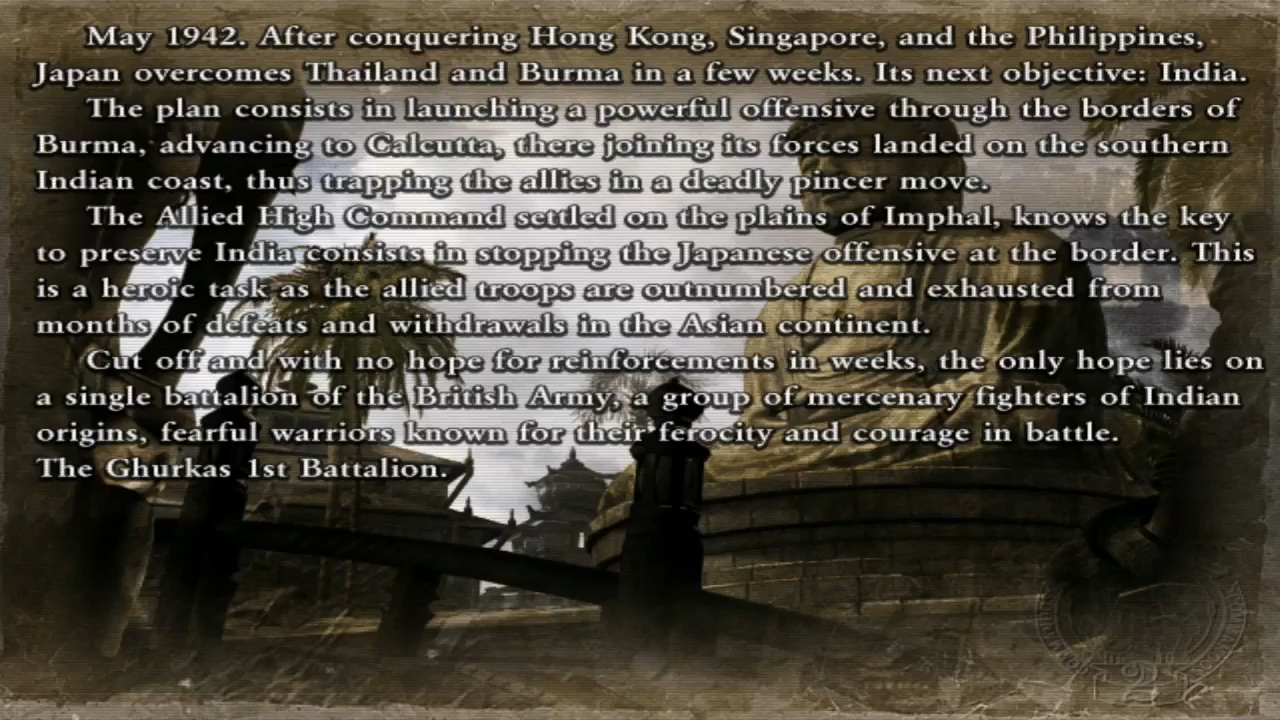 May 1942. After conquering Hong Kong, Singapore, and the Philippines,
Japan overcomes Thailand and Burma in a few weeks. Its next objective: India.
The plan consists in launching a powerful offensive through the borders of
Burma, advancing to Calcutta, there joining its forces landed on the southern
Indian coast, thus trapping the allies in a deadly pincer move.
The Allied High Command settled on the plains of Imphal, knows the key
to preserve India consists in stopping the Japanese offensive at the border. This
is a heroic task as the allied troops are outnumbered and exhausted from
months of defeats and withdrawals in the Asian continent.
Cut off and with no hope for reinforcements in weeks, the only hope lies on
a single battalion of the British Army, a group of mercenary fighters of Indian
origins, fearful warriors known for their ferocity and courage in battle.
The Ghurkas 1st Battalion.